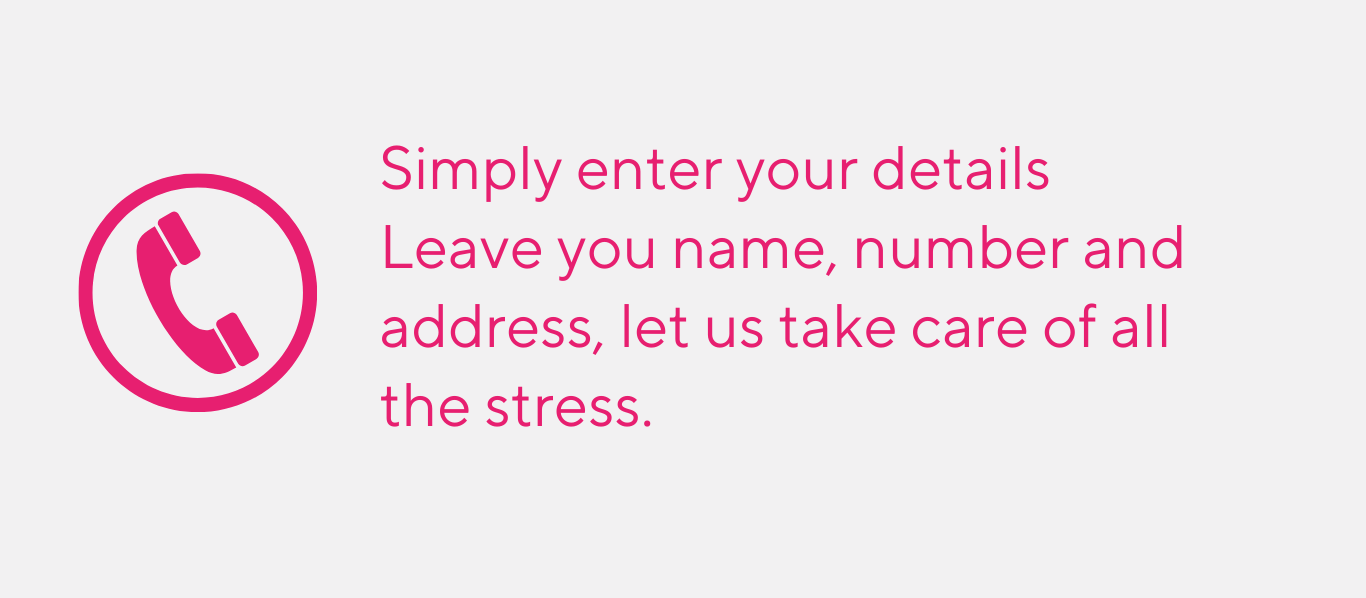 Simply enter your details
Leave you name, number and
address, let us take care of all
the stress.